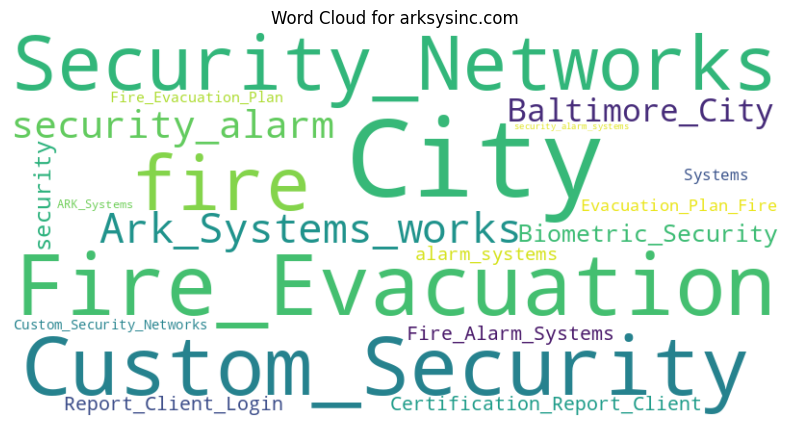 Word Cloud for arksysinc.com
Security_Networks
Fire_Evacuation_Plan
Baltimore_City
security_alarm
City
security_alarm_systems
fire
security
Systems
ARK_Systems
Evacuation_Plan_Fire
Ark_Systems_works
Biometric_Security
alarm_systems
Fire_Evacuation
Custom_Security_Networks
Fire_Alarm_Systems
Custom_Security
Report_Client_Login
Certification_Report_Client